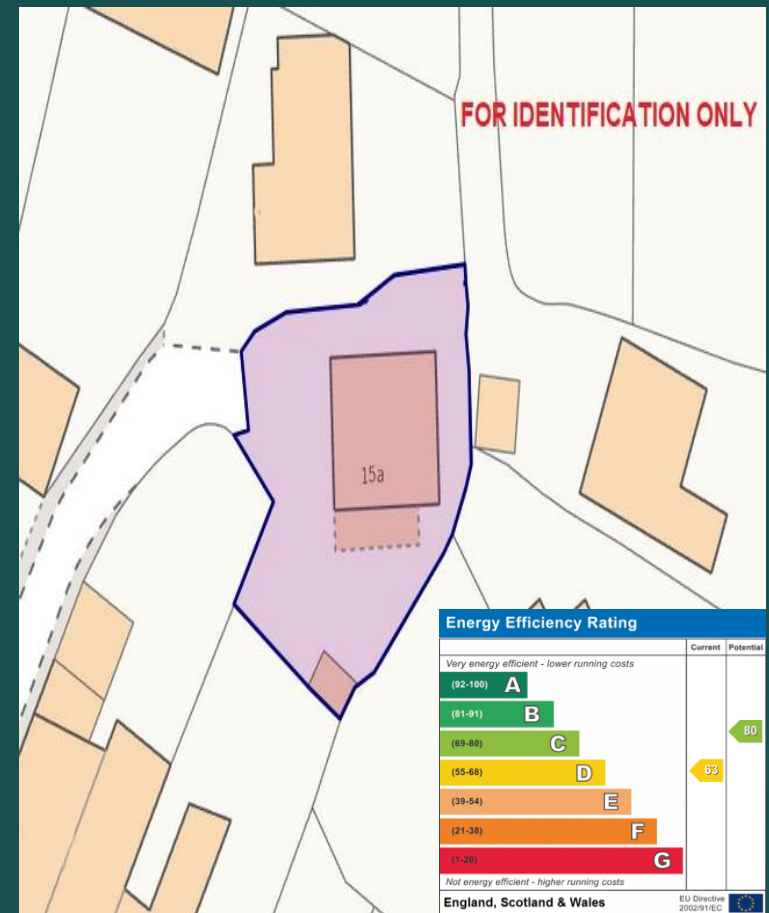 FOR IDENTIFICATION ONLY
15a
Energy Efficiency Rating
Current Potential
Very energy efficient - lower running costs
(92-100) A
(81-91) B
(69-80) C
80
(55-68) D
63
(39-54) E
(21-38) F
(1-20) G
Not energy efficient - higher running costs
England, Scotland & Wales
EU Directive
2002/91/EC